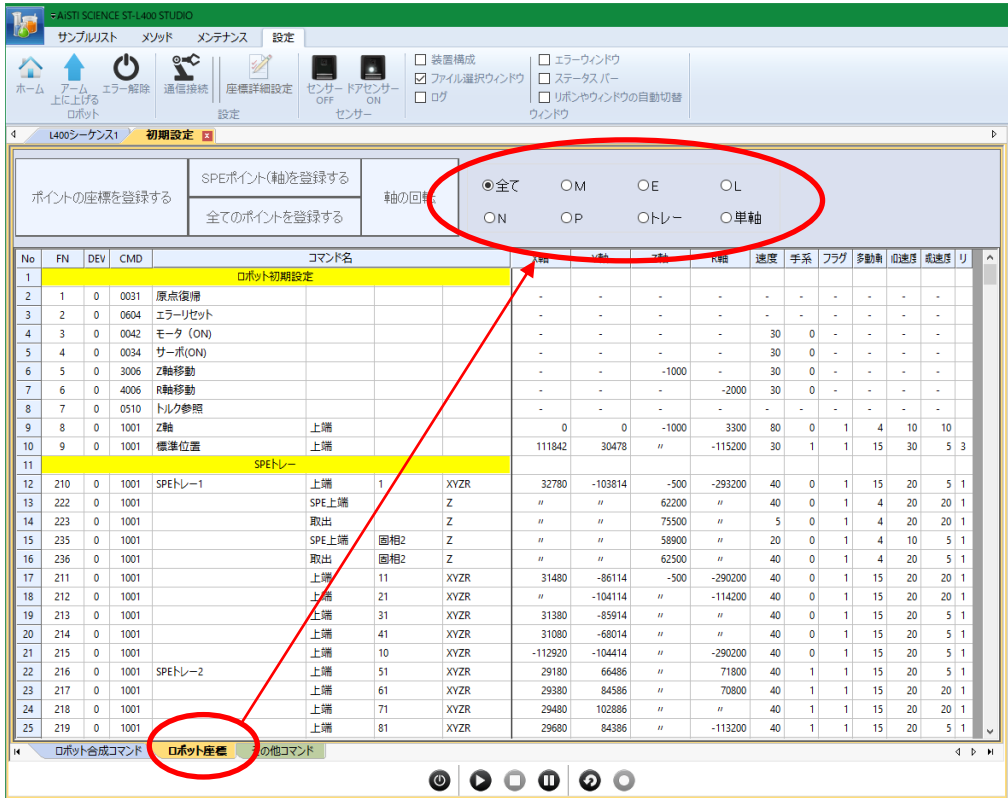 AiSTI SCIENCE ST-L400 STUDIO
サンプルリスト メソッド メンテナンス 設定
ホーム アーム上に上げる エラー解除 通信接続 座標詳細設定 センサーOFF ドアセンサーON
装置構成 エラーウィンドウ
ファイル選択ウィンドウ ステータス バー
ログ リボンやウィンドウの自動切替
ロボット 設定 センサー ウィンドウ
L400シーケンス1 初期設定
ポイントの座標を登録する SPEポイント(軸)を登録する 軸の回転
全てのポイントを登録する
全て M E L
N P トレー 単軸
No FN DEV CMD コマンド名 Y軸 Z軸 R軸 速度 手系 フラグ 多動軸 リ
1 ロボット初期設定
2 1 0 0031 原点復帰 - - - - - - - - - -
3 2 0 0604 エラーリセット - - - - - - - - - -
4 3 0 0042 モータ (ON) - - - - 30 0 - - - -
5 4 0 0034 サーボ(ON) - - - - 30 0 - - - -
6 5 0 3006 Z軸移動 - - -1000 - 30 0 - - - -
7 6 0 4006 R軸移動 - - - -2000 30 0 - - - -
8 7 0 0510 トルク参照 - - - - - - - - - -
9 8 0 1001 Z軸 上端 0 0 -1000 3300 80 0 1 4 10 10
10 9 0 1001 標準位置 上端 111842 30478 〃 -115200 30 1 1 15 30 5 3
11 SPEトレー
12 210 0 1001 SPEトレー1 上端 1 XYZR 32780 -103814 -500 -293200 40 0 1 15 20 5 1
13 222 0 1001 SPE上端 Z 〃 〃 62200 〃 40 0 1 4 20 20 1
14 223 0 1001 取出 Z 〃 〃 75500 〃 5 0 1 4 20 20 1
15 235 0 1001 SPE上端 固相2 Z 〃 〃 58900 〃 20 0 1 4 10 5 1
16 236 0 1001 取出 固相2 Z 〃 〃 62500 〃 40 0 1 4 20 5 1
17 211 0 1001 上端 11 XYZR 31480 -86114 -500 -290200 40 0 1 15 20 20 1
18 212 0 1001 上端 21 XYZR 〃 -104114 〃 -114200 40 0 1 15 20 20 1
19 213 0 1001 上端 31 XYZR 31380 -85914 〃 〃 40 0 1 15 20 5 1
20 214 0 1001 上端 41 XYZR 31080 -68014 〃 〃 40 0 1 15 20 5 1
21 215 0 1001 上端 10 XYZR -112920 -104414 〃 -290200 40 0 1 15 20 5 1
22 216 0 1001 SPEトレー2 上端 51 XYZR 29180 66486 〃 71800 40 1 1 15 20 5 1
23 217 0 1001 上端 61 XYZR 29380 84586 〃 70800 40 1 1 15 20 20 1
24 218 0 1001 上端 71 XYZR 29480 102886 〃 〃 40 1 1 15 20 20 1
25 219 0 1001 上端 81 XYZR 29680 84386 〃 -113200 40 1 1 15 20 5 1
ロボット合成コマンド ロボット座標 その他コマンド